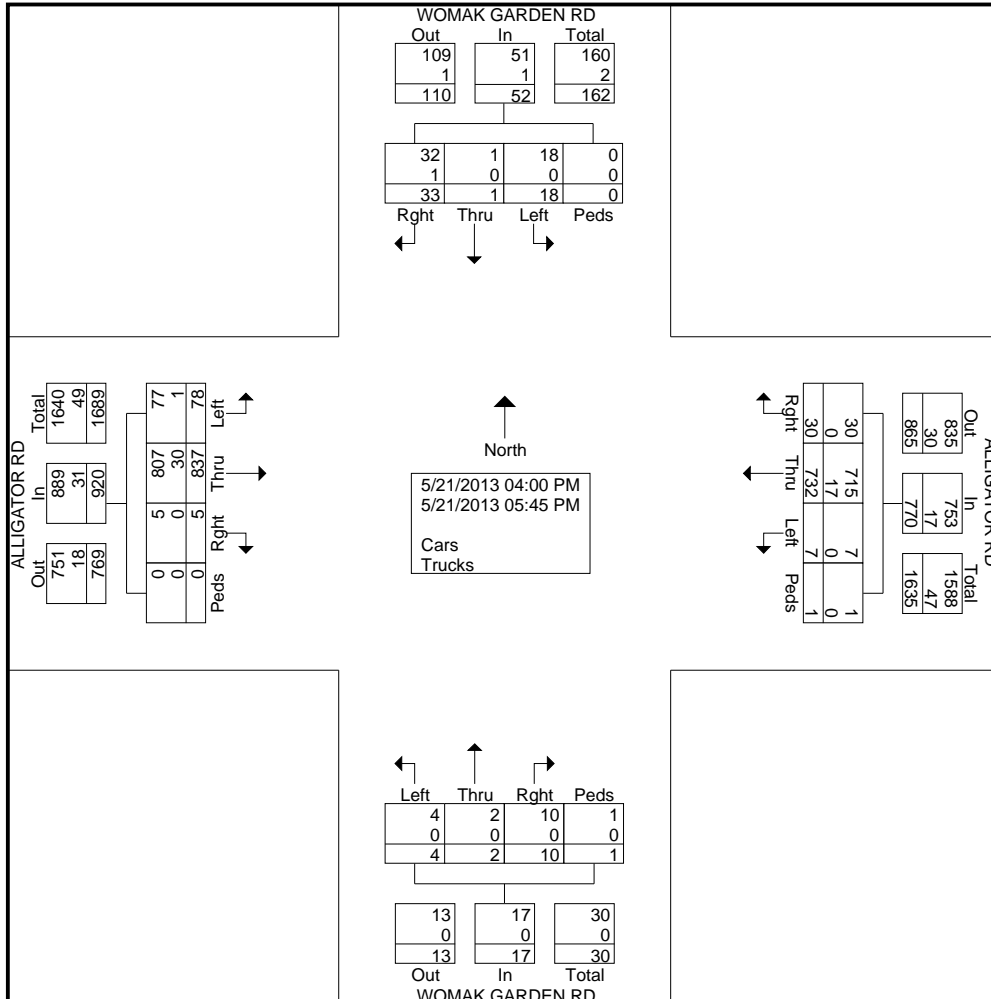 WOMAK GARDEN RD
Out In Total
109 51 160
1 1 2
110 52 162
32 1 18 0
1 0 0 0
33 1 18 0
Rght Thru Left Peds
ALLIGATOR RD
Total In Out
1640 889 751
49 31 18
1689 920 769
77 807 5 0
1 30 0 0
78 837 5 0
Left Thru Rght Peds
North
5/21/2013 04:00 PM
5/21/2013 05:45 PM
Cars
Trucks
Rght Thru Left Peds
30 732 7 1
0 17 0 0
30 715 7 1
Out In Total
835 753 1588
30 17 47
865 770 1635
ALLIGATOR RD
Left Thru Rght Peds
4 2 10 1
0 0 0 0
4 2 10 1
13 17 30
0 0 0
13 17 30
Out In Total
WOMAK GARDEN RD